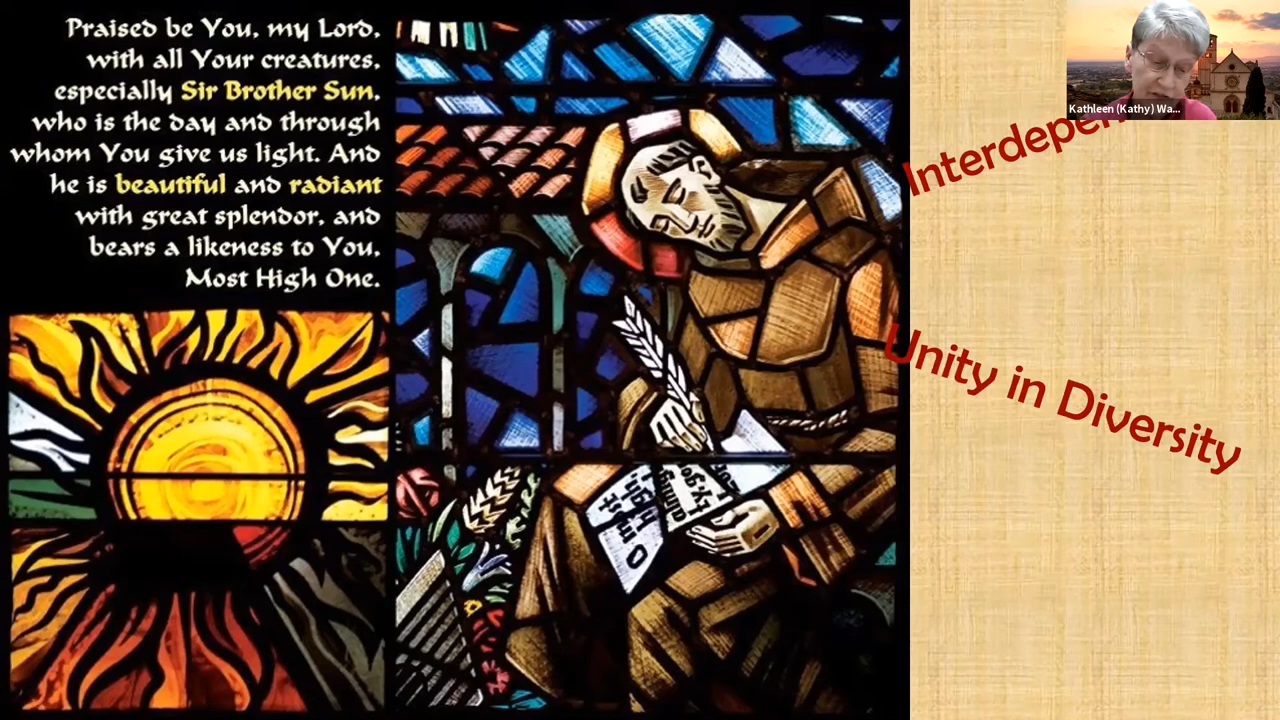 Praised be You, my Lord,
with all Your creatures,
especially Sir Brother Sun,
who is the day and through
whom You give us light. And
he is beautiful and radiant
with great splendor, and
bears a likeness to You,
Most High One.
Kathleen (Kathy) Wa...
Unity in Diversity